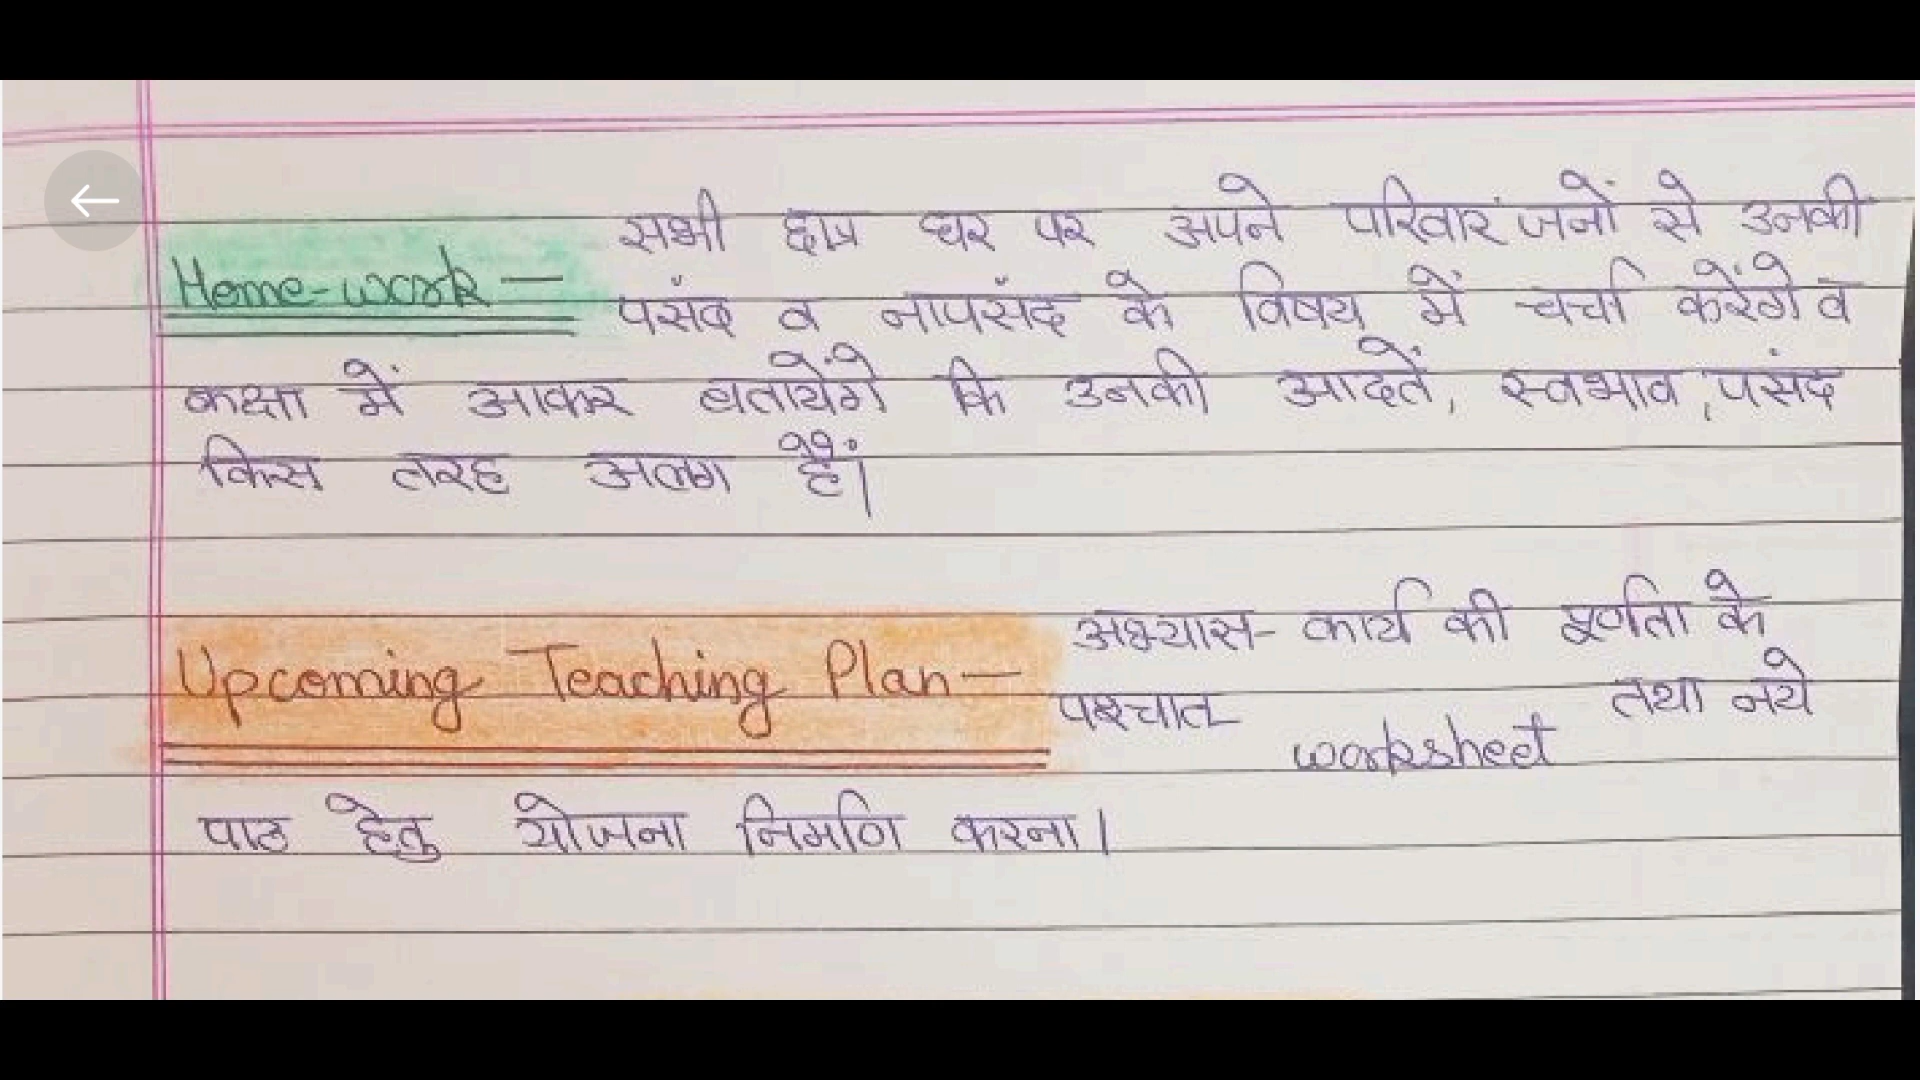 सभी छात्र घर पर अपने परिवार जनों से उनकी
Home-work —
पसंद व नापसंद के विषय में चर्चा करेंगे व
कक्षा में आकर बतायेंगे कि उनकी आदतें, स्वभाव, पसंद
किस तरह अलग हैं।
अभ्यास- कार्य की पूर्णता के
Upcoming Teaching Plan —
पश्चात worksheet तथा नये
पाठ हेतु योजना निर्माण करना।